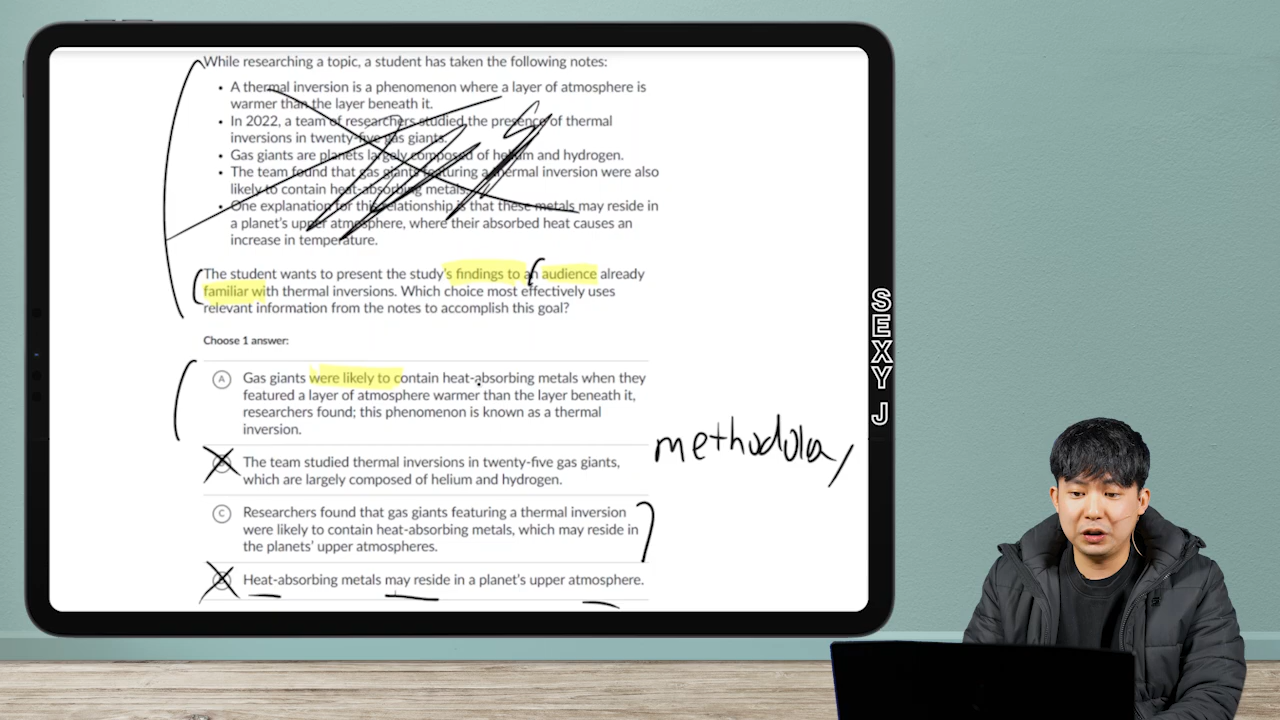 While researching a topic, a student has taken the following notes:
• A thermal inversion is a phenomenon where a layer of atmosphere is
warmer than the layer beneath it.
• In 2022, a team of researchers studied the presence of thermal
inversions in twenty-five gas giants.
• Gas giants are planets largely composed of helium and hydrogen.
• The team found that gas giants featuring a thermal inversion were also
likely to contain heat-absorbing metals.
• One explanation for this relationship is that these metals may reside in
a planet's upper atmosphere, where their absorbed heat causes an
increase in temperature.
The student wants to present the study's findings to an audience already
familiar with thermal inversions. Which choice most effectively uses
relevant information from the notes to accomplish this goal?
Choose 1 answer:
A Gas giants were likely to contain heat-absorbing metals when they
featured a layer of atmosphere warmer than the layer beneath it,
researchers found; this phenomenon is known as a thermal
inversion.
The team studied thermal inversions in twenty-five gas giants,
which are largely composed of helium and hydrogen.
C Researchers found that gas giants featuring a thermal inversion
were likely to contain heat-absorbing metals, which may reside in
the planets' upper atmospheres.
Heat-absorbing metals may reside in a planet's upper atmosphere.
SEXY J